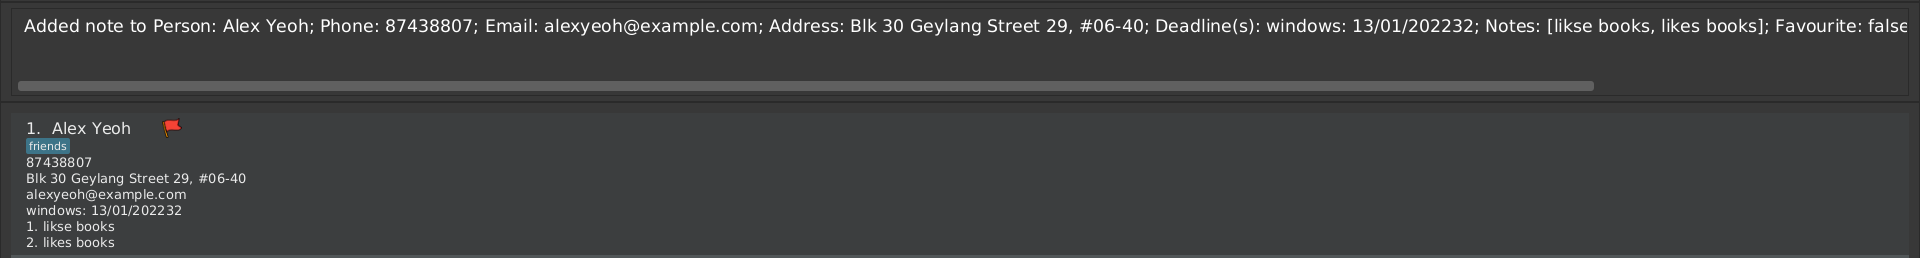 Added note to Person: Alex Yeoh; Phone: 87438807; Email: alexyeoh@example.com; Address: Blk 30 Geylang Street 29, #06-40; Deadline(s): windows: 13/01/202232; Notes: [likse books, likes books]; Favourite: false
1. Alex Yeoh
friends
87438807
Blk 30 Geylang Street 29, #06-40
alexyeoh@example.com
windows: 13/01/202232
1. likse books
2. likes books